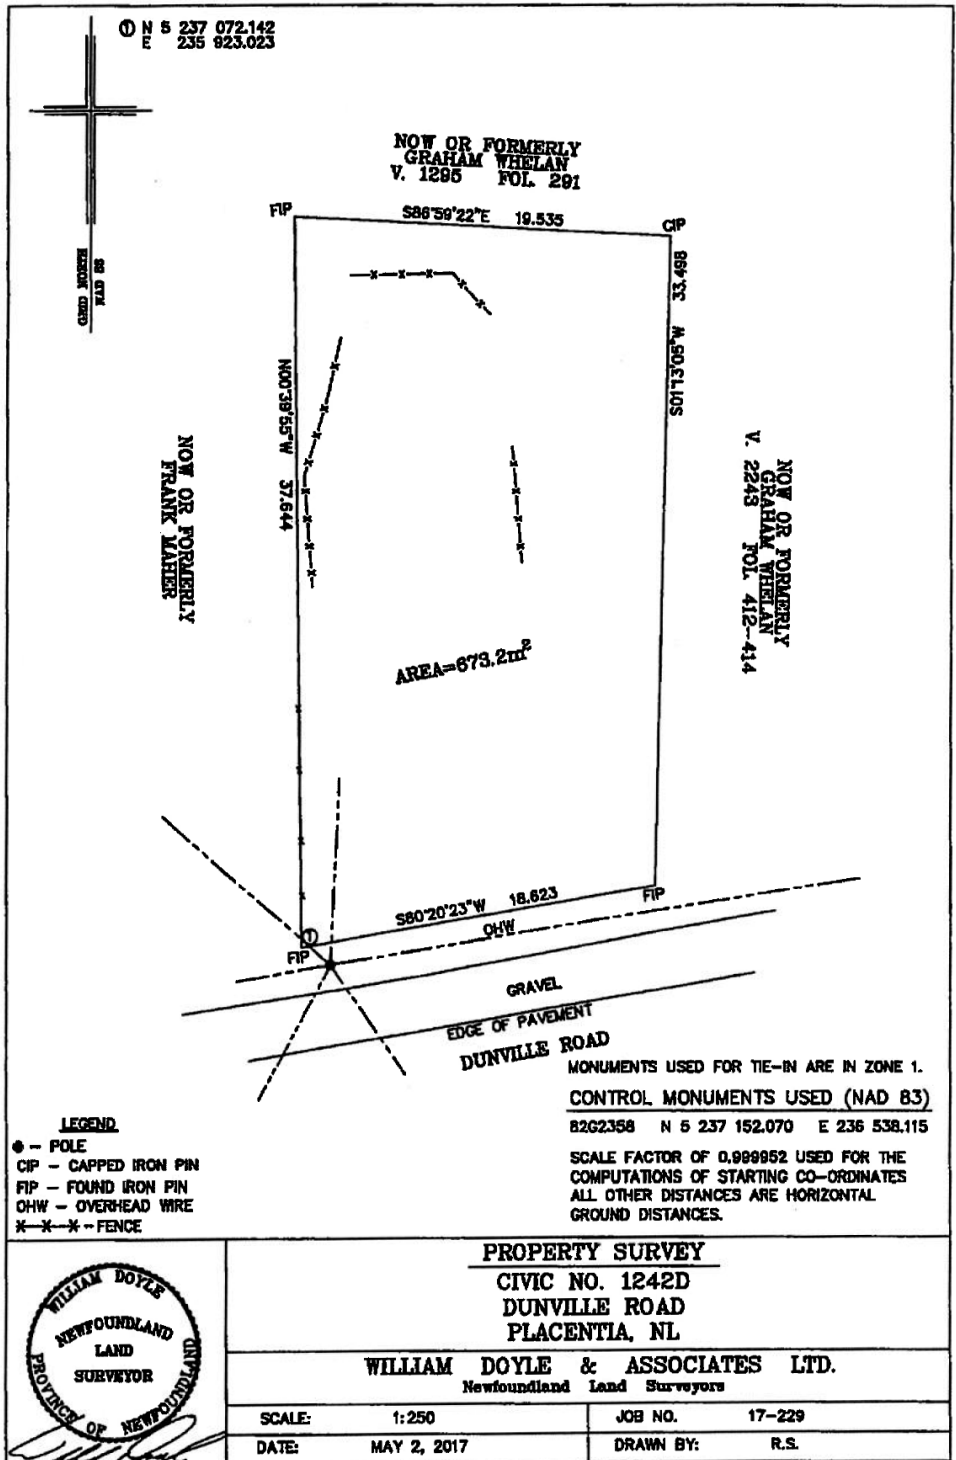 ① N 5 237 072.142
E 235 923.023
GRID NORTH
NAD 83
NOW OR FORMERLY
GRAHAM WHELAN
V. 1295 FOL. 291
FIP
S86°59'22"E 19.535
CIP
S01°13'05"W 33.498
N00°39'55"W 37.644
NOW OR FORMERLY
FRANK MAHER
NOW OR FORMERLY
GRAHAM WHELAN
V. 2243 FOL. 412-414
AREA=673.2m²
S80°20'23"W 18.623
FIP
①
FIP
OHW
GRAVEL
EDGE OF PAVEMENT
DUNVILLE ROAD
MONUMENTS USED FOR TIE-IN ARE IN ZONE 1.
CONTROL MONUMENTS USED (NAD 83)
82G2358 N 5 237 152.070 E 236 538.115
SCALE FACTOR OF 0.999952 USED FOR THE
COMPUTATIONS OF STARTING CO-ORDINATES
ALL OTHER DISTANCES ARE HORIZONTAL
GROUND DISTANCES.
LEGEND
● - POLE
CIP - CAPPED IRON PIN
FIP - FOUND IRON PIN
OHW - OVERHEAD WIRE
X-X-X - FENCE
WILLIAM DOYLE
NEWFOUNDLAND
LAND
SURVEYOR
PROVINCE OF NEWFOUNDLAND
PROPERTY SURVEY
CIVIC NO. 1242D
DUNVILLE ROAD
PLACENTIA, NL
WILLIAM DOYLE & ASSOCIATES LTD.
Newfoundland Land Surveyors
SCALE: 1:250
JOB NO. 17-229
DATE: MAY 2, 2017
DRAWN BY: R.S.